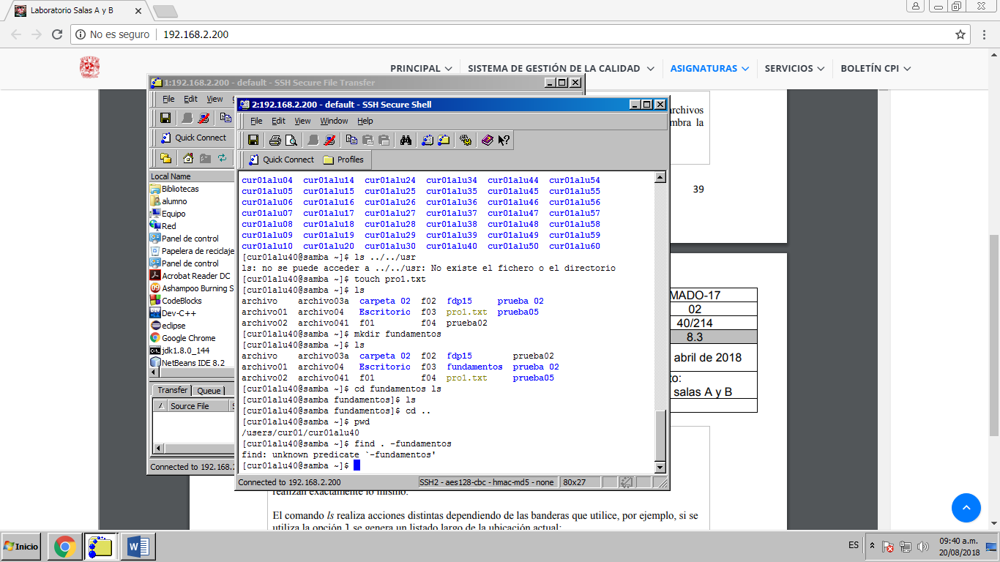 Laboratorio Salas A y B
No es seguro 192.168.2.200
PRINCIPAL SISTEMA DE GESTIÓN DE LA CALIDAD ASIGNATURAS SERVICIOS BOLETÍN CPI
1:192.168.2.200 - default - SSH Secure File Transfer
File Edit View
Quick Connect
Local Name
Bibliotecas
alumno
Equipo
Red
Panel de control
Papelera de reciclaje
Panel de control
Acrobat Reader DC
Ashampoo Burning S
CodeBlocks
Dev-C++
eclipse
Google Chrome
jdk1.8.0_144
NetBeans IDE 8.2
Transfer Queue
Source File S
Connected to 192.168.2
2:192.168.2.200 - default - SSH Secure Shell
File Edit View Window Help
Quick Connect Profiles
cur01alu04 cur01alu14 cur01alu24 cur01alu34 cur01alu44 cur01alu54
cur01alu05 cur01alu15 cur01alu25 cur01alu35 cur01alu45 cur01alu55
cur01alu06 cur01alu16 cur01alu26 cur01alu36 cur01alu46 cur01alu56
cur01alu07 cur01alu17 cur01alu27 cur01alu37 cur01alu47 cur01alu57
cur01alu08 cur01alu18 cur01alu28 cur01alu38 cur01alu48 cur01alu58
cur01alu09 cur01alu19 cur01alu29 cur01alu39 cur01alu49 cur01alu59
cur01alu10 cur01alu20 cur01alu30 cur01alu40 cur01alu50 cur01alu60
[cur01alu40@samba ~]$ ls ../../usr
ls: no se puede acceder a ../../usr: No existe el fichero o el directorio
[cur01alu40@samba ~]$ touch pro1.txt
[cur01alu40@samba ~]$ ls
archivo archivo03a carpeta 02 f02 fdp15 prueba 02
archivo01 archivo04 Escritorio f03 pro1.txt prueba05
archivo02 archivo041 f01 f04 prueba02
[cur01alu40@samba ~]$ mkdir fundamentos
[cur01alu40@samba ~]$ ls
archivo archivo03a carpeta 02 f02 fdp15 prueba02
archivo01 archivo04 Escritorio f03 fundamentos prueba 02
archivo02 archivo041 f01 f04 pro1.txt prueba05
[cur01alu40@samba ~]$ cd fundamentos ls
[cur01alu40@samba fundamentos]$ ls
[cur01alu40@samba fundamentos]$ cd ..
[cur01alu40@samba ~]$ pwd
/users/cur01/cur01alu40
[cur01alu40@samba ~]$ find . -fundamentos
find: unknown predicate `-fundamentos'
[cur01alu40@samba ~]$
Connected to 192.168.2.200 SSH2 - aes128-cbc - hmac-md5 - none 80x27
archivos
mbra la
39
MADO-17
02
40/214
8.3
abril de 2018
to:
salas A y B
realizan exactamente lo mismo.
El comando ls realiza acciones distintas dependiendo de las banderas que utilice, por ejemplo, si se
utiliza la opción l se genera un listado largo de la ubicación actual:
Inicio
ES
09:40 a.m.
20/08/2018